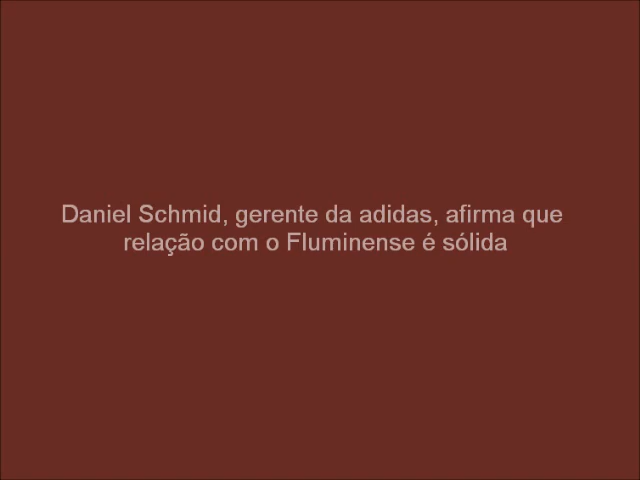 Daniel Schmid, gerente da adidas, afirma que
relação com o Fluminense é sólida